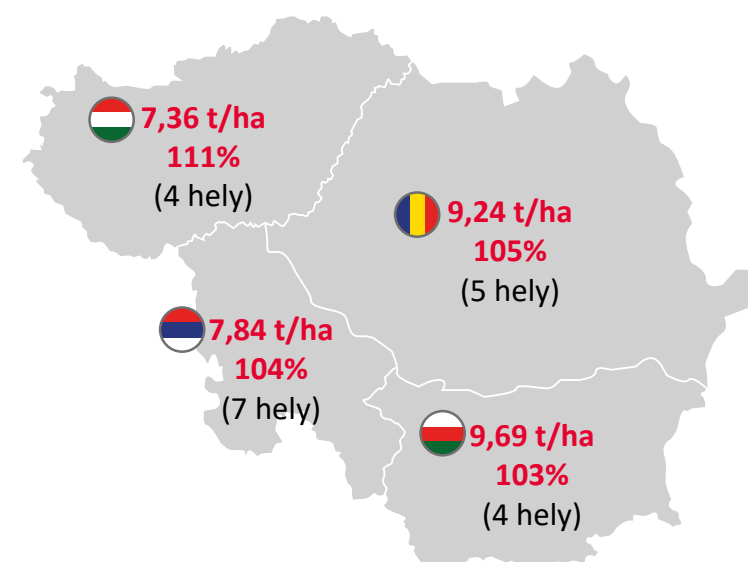 7,36 t/ha
111%
(4 hely)
9,24 t/ha
105%
(5 hely)
7,84 t/ha
104%
(7 hely)
9,69 t/ha
103%
(4 hely)